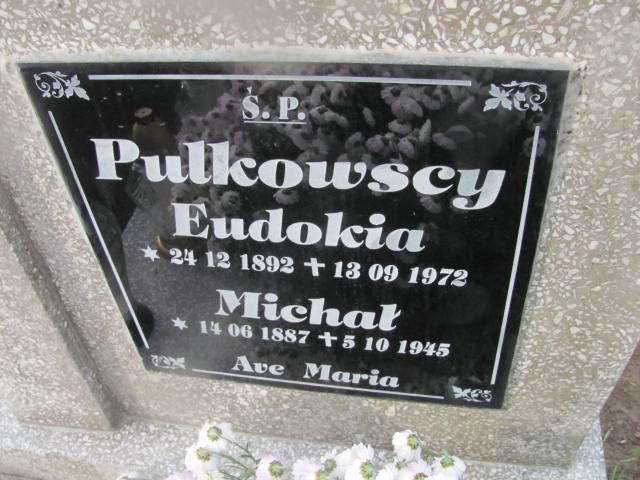 Ś. P.
Pulkowscy
Eudokia
* 24 12 1892 ✝ 13 09 1972
Michał
* 14 06 1887 ✝ 5 10 1945
Ave Maria